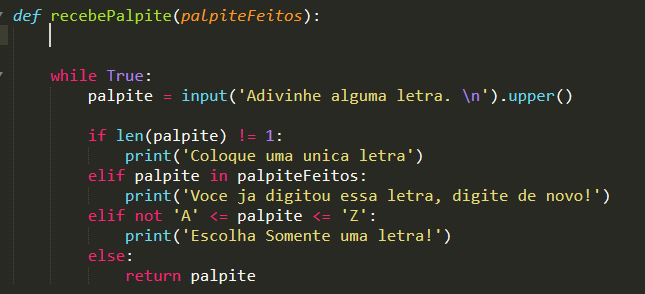 def recebePalpite(palpiteFeitos):
while True:
palpite = input('Adivinhe alguma letra. \n').upper()
if len(palpite) != 1:
print('Coloque uma unica letra')
elif palpite in palpiteFeitos:
print('Voce ja digitou essa letra, digite de novo!')
elif not 'A' <= palpite <= 'Z':
print('Escolha Somente uma letra!')
else:
return palpite